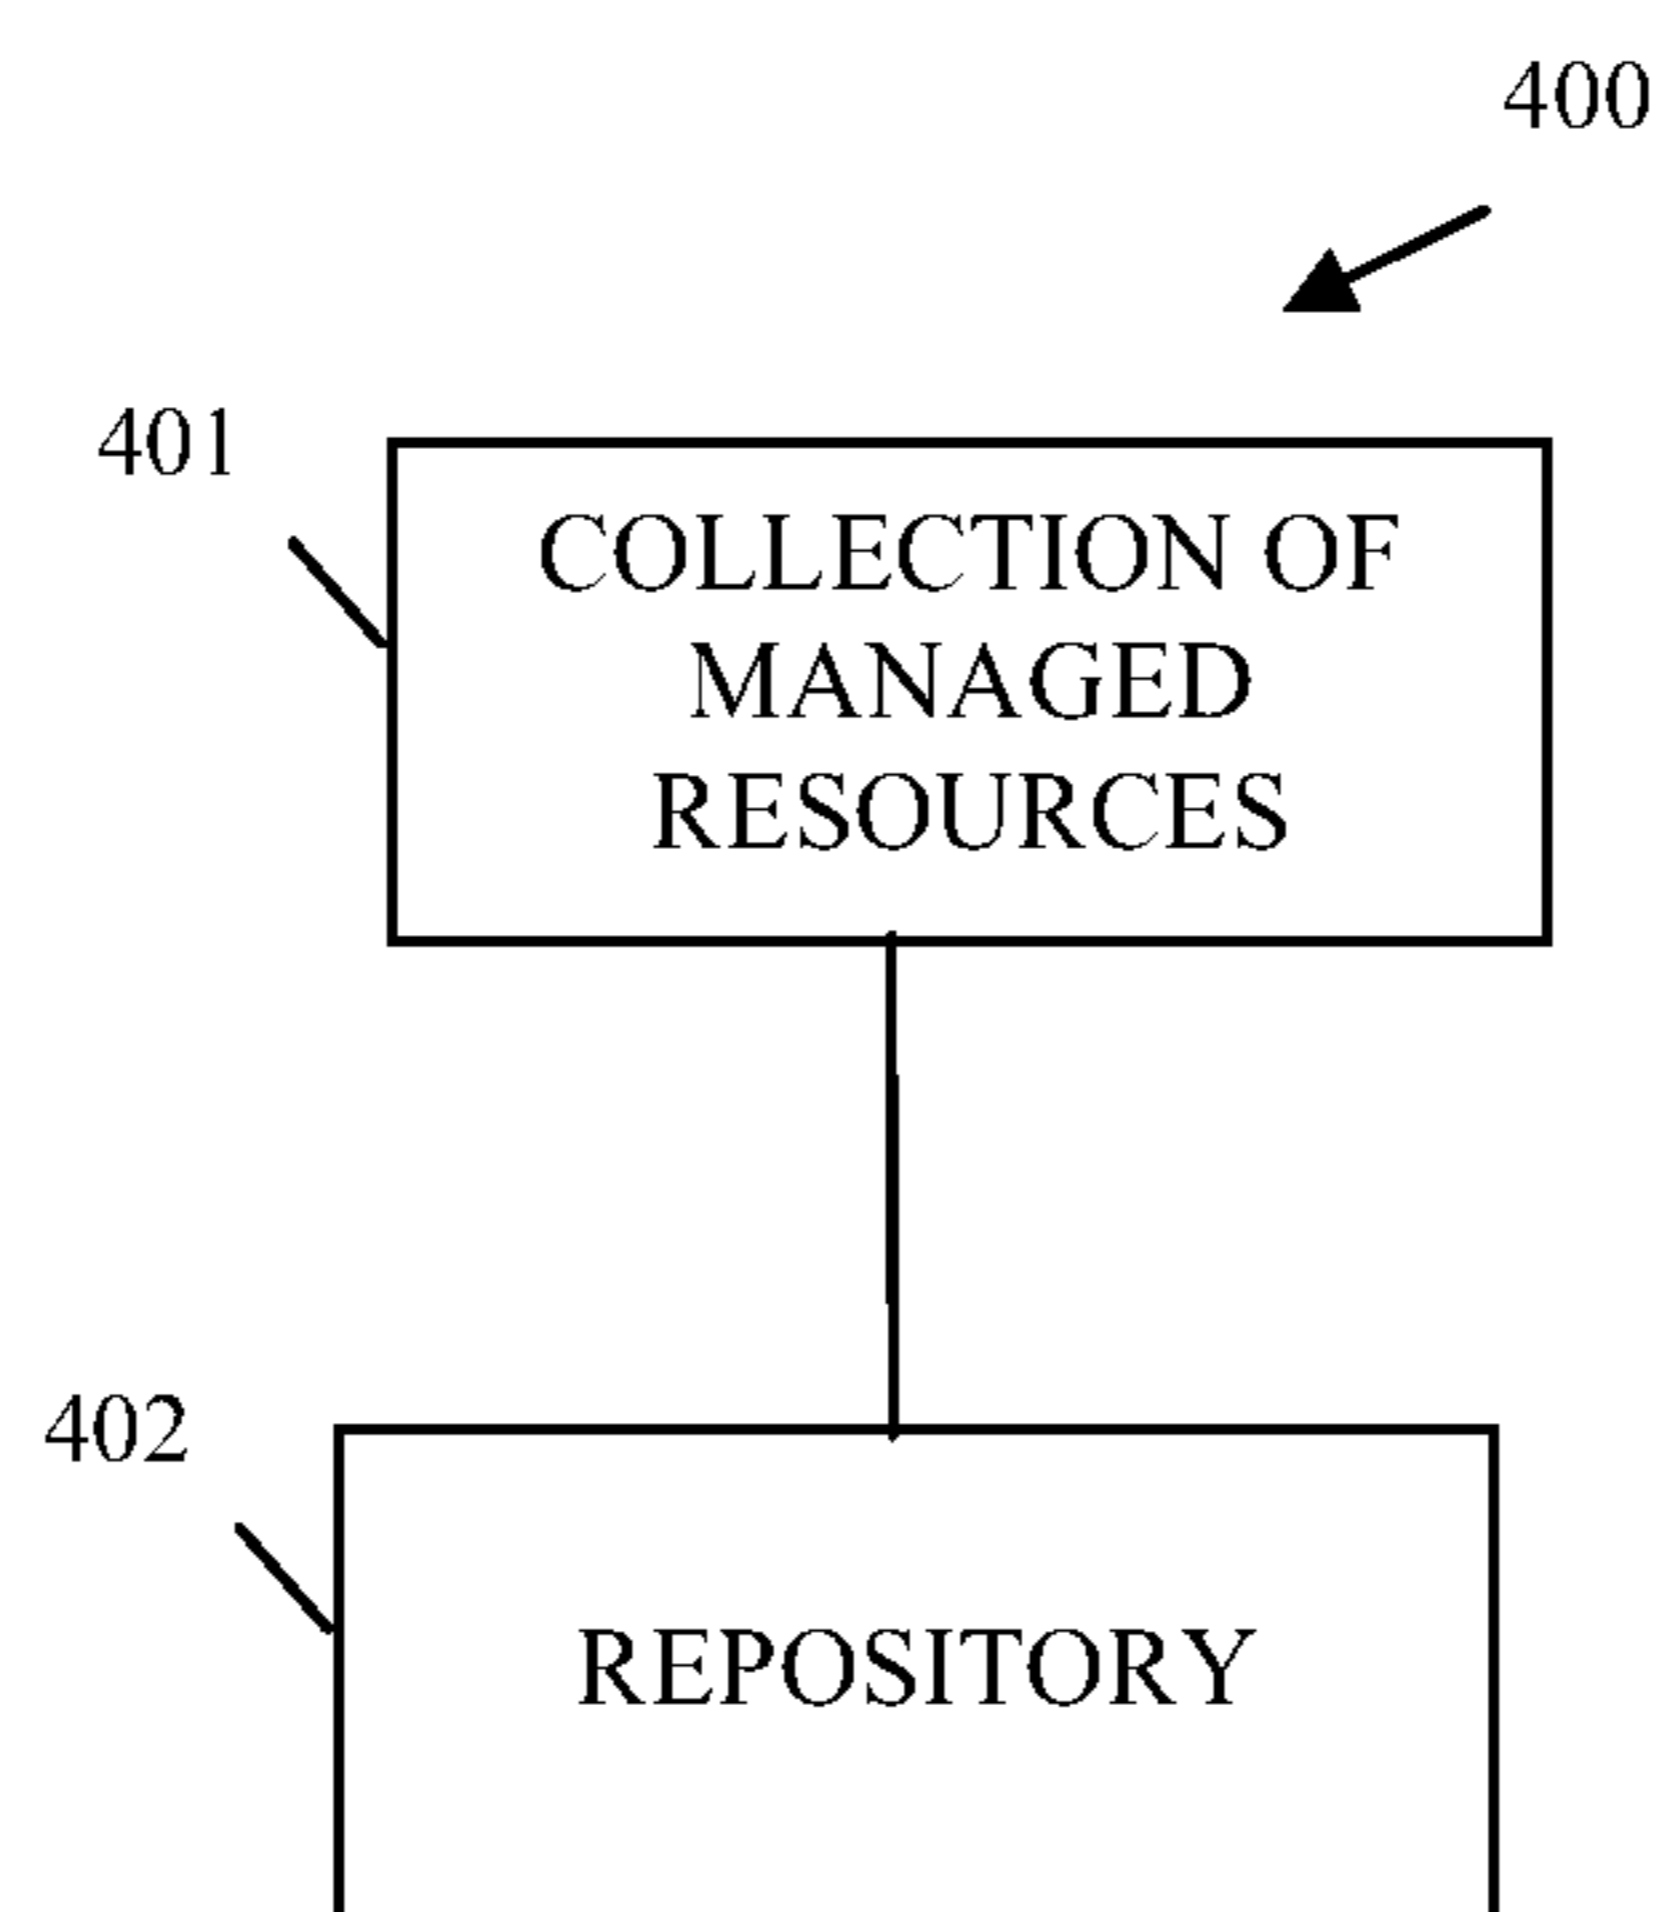 400
401
COLLECTION OF
MANAGED
RESOURCES
402
REPOSITORY